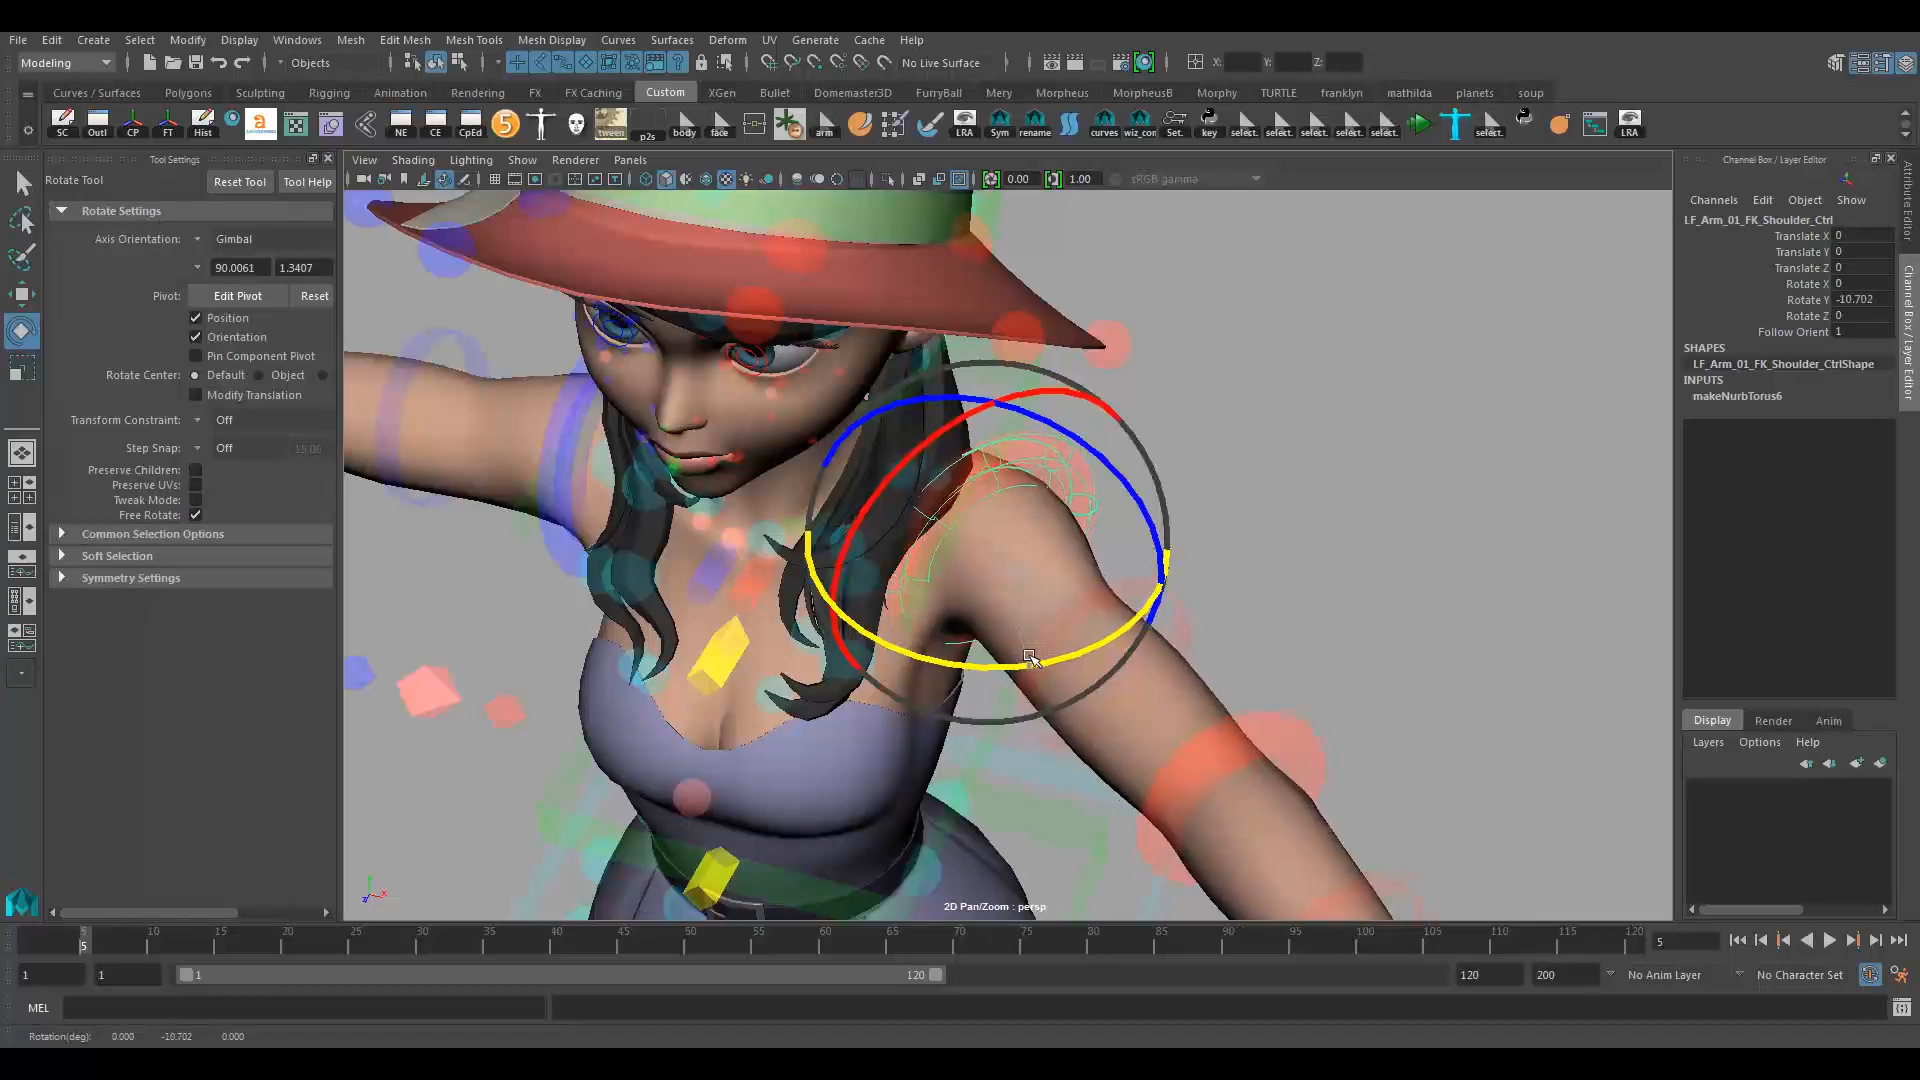 File Edit Create Select Modify Display Windows Mesh Edit Mesh Mesh Tools Mesh Display Curves Surfaces Deform UV Generate Cache Help
Modeling Objects No Live Surface X: Y: Z:
Curves / Surfaces Polygons Sculpting Rigging Animation Rendering FX FX Caching Custom XGen Bullet Domemaster3D FurryBall Mery Morpheus MorpheusB Morphy TURTLE franklyn mathilda planets soup
SC Outl CP FT Hist NE CE CpEd 5 tween p2s body face arm LRA Sym rename curves wiz_con Set. key select. select. select. select. select. select. LRA
Tool Settings
Rotate Tool Reset Tool Tool Help
Rotate Settings
Axis Orientation: Gimbal
90.0061 1.3407
Pivot: Edit Pivot Reset
Position
Orientation
Pin Component Pivot
Rotate Center: Default Object
Modify Translation
Transform Constraint: Off
Step Snap: Off 15.00
Preserve Children:
Preserve UVs:
Tweak Mode:
Free Rotate:
Common Selection Options
Soft Selection
Symmetry Settings
View Shading Lighting Show Renderer Panels
0.00 1.00 sRGB gamma
2D Pan/Zoom : persp
Channel Box / Layer Editor
Channels Edit Object Show
LF_Arm_01_FK_Shoulder_Ctrl
Translate X 0
Translate Y 0
Translate Z 0
Rotate X 0
Rotate Y -10.702
Rotate Z 0
Follow Orient 1
SHAPES
LF_Arm_01_FK_Shoulder_CtrlShape
INPUTS
makeNurbTorus6
Display Render Anim
Layers Options Help
Attribute Editor
Channel Box / Layer Editor
5 10 15 20 25 30 35 40 45 50 55 60 65 70 75 80 85 90 95 100 105 110 115 120
5 5
1 1 1 120 120 200 No Anim Layer No Character Set
MEL
Rotation(deg): 0.000 -10.702 0.000